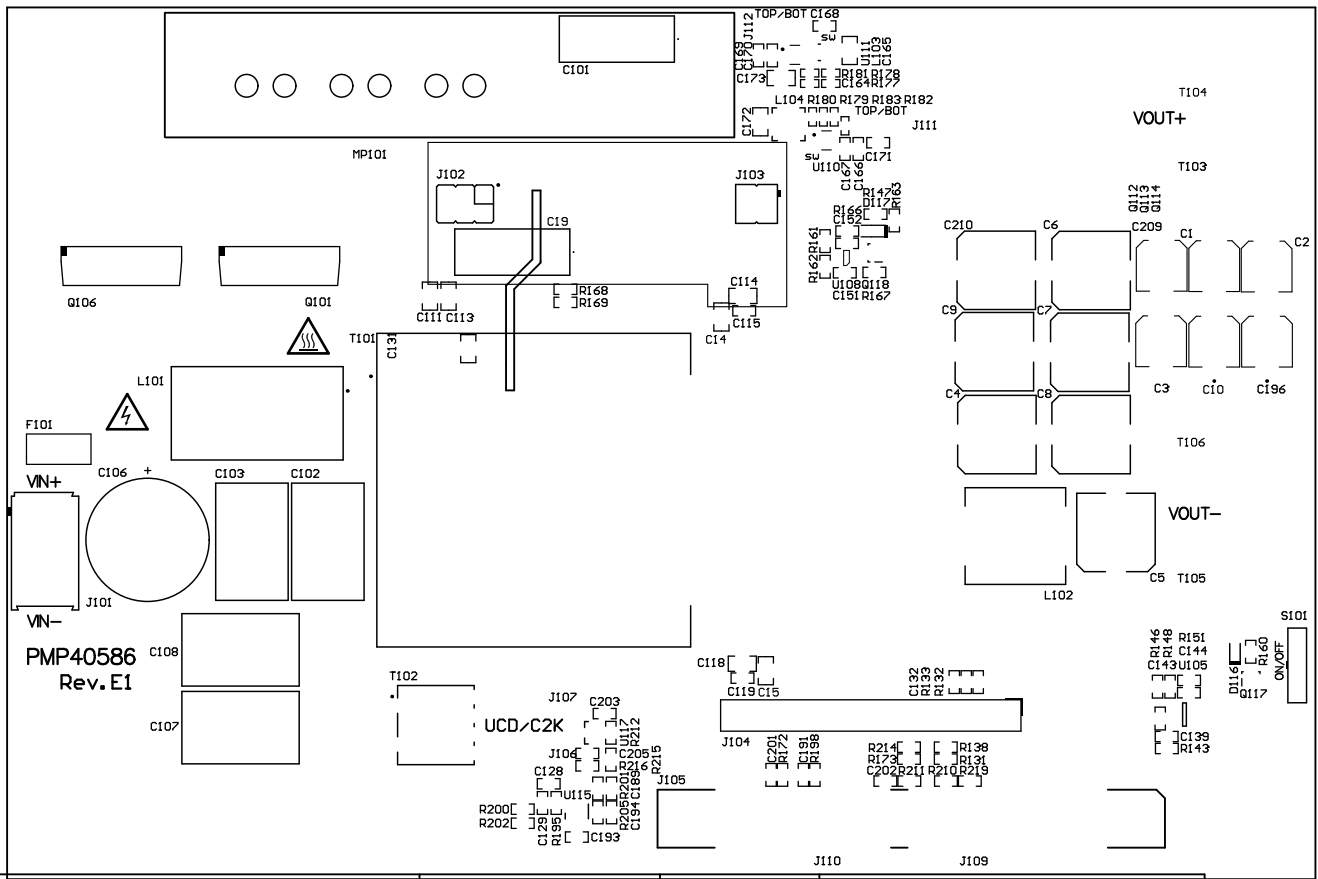 TOP/BOT C168
J112
SW
C101
C169
C170
U111
L103
C165
C173
R181 R178
C164 R177
T104
L104 R180 R179 R183 R182
TOP/BOT
VOUT+
C172
J111
MP101
SW
U110
C171
C167
C166
J102
J103
T103
R147
D117
R163
Q112
Q113
Q114
R166
C152
C19
C210
C6
C209
C1
C2
R161
R162
U108 Q118
C151 R167
Q106
Q101
R168
R169
C114
C111 C113
C115
C14
C9
C7
T101
C131
L101
C3
C10
C196
C4
C8
F101
T106
C106
+
C103
C102
VIN+
VOUT-
J101
C5
T105
L102
VIN-
S101
PMP40586
Rev.E1
C108
R146
R148
R151
C144
C143 U105
D116
R160
ON/OFF
Q117
C118
C119
C15
C132
R133
R132
T102
J107
C203
C107
UCD/C2K
U117
R212
J104
C139
R143
J106
C205
R216
R215
C201
R172
C191
R198
R214
R173
R138
R131
C202 R211 R210 R219
J105
C128
U115
R201
C189
R200
R202
C129
R195
R205
C194
C193
J110
J109